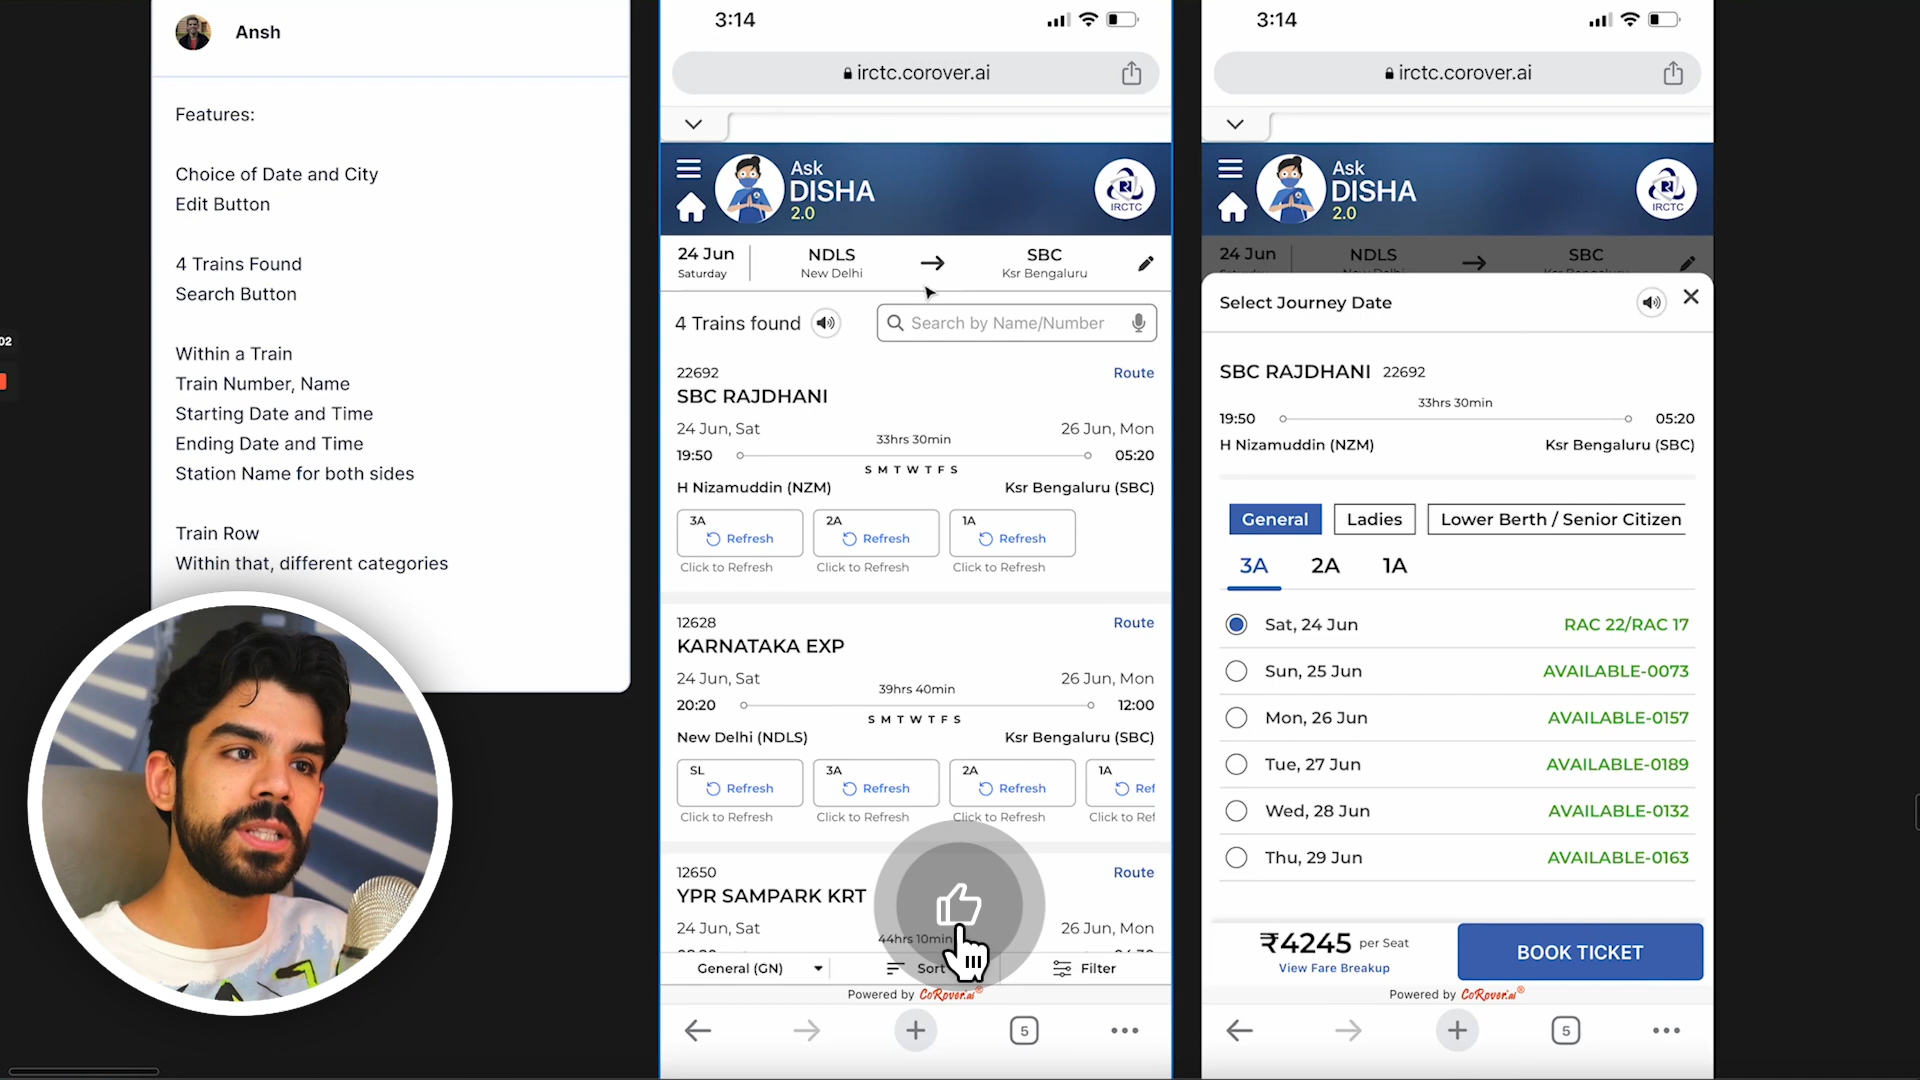 Ansh
Features:
Choice of Date and City
Edit Button
4 Trains Found
Search Button
Within a Train
Train Number, Name
Starting Date and Time
Ending Date and Time
Station Name for both sides
Train Row
Within that, different categories
02
3:14
irctc.corover.ai
Ask
DISHA
2.0
IRCTC
24 Jun
Saturday
NDLS
New Delhi
SBC
Ksr Bengaluru
4 Trains found
Search by Name/Number
22692
Route
SBC RAJDHANI
24 Jun, Sat
33hrs 30min
26 Jun, Mon
19:50
05:20
S M T W T F S
H Nizamuddin (NZM)
Ksr Bengaluru (SBC)
3A
2A
1A
Refresh
Refresh
Refresh
Click to Refresh
Click to Refresh
Click to Refresh
12628
Route
KARNATAKA EXP
24 Jun, Sat
39hrs 40min
26 Jun, Mon
20:20
12:00
S M T W T F S
New Delhi (NDLS)
Ksr Bengaluru (SBC)
SL
3A
2A
1A
Refresh
Refresh
Refresh
Ref
Click to Refresh
Click to Refresh
Click to Refresh
Click to Ref
12650
Route
YPR SAMPARK KRT
24 Jun, Sat
44hrs 10min
26 Jun, Mon
General (GN)
Sort
Filter
Powered by CoRover.ai®
5
3:14
irctc.corover.ai
Ask
DISHA
2.0
IRCTC
24 Jun
NDLS
SBC
Select Journey Date
SBC RAJDHANI 22692
33hrs 30min
19:50
05:20
H Nizamuddin (NZM)
Ksr Bengaluru (SBC)
General
Ladies
Lower Berth / Senior Citizen
3A
2A
1A
Sat, 24 Jun RAC 22/RAC 17
Sun, 25 Jun AVAILABLE-0073
Mon, 26 Jun AVAILABLE-0157
Tue, 27 Jun AVAILABLE-0189
Wed, 28 Jun AVAILABLE-0132
Thu, 29 Jun AVAILABLE-0163
₹4245 per Seat
View Fare Breakup
BOOK TICKET
Powered by CoRover.ai®
5